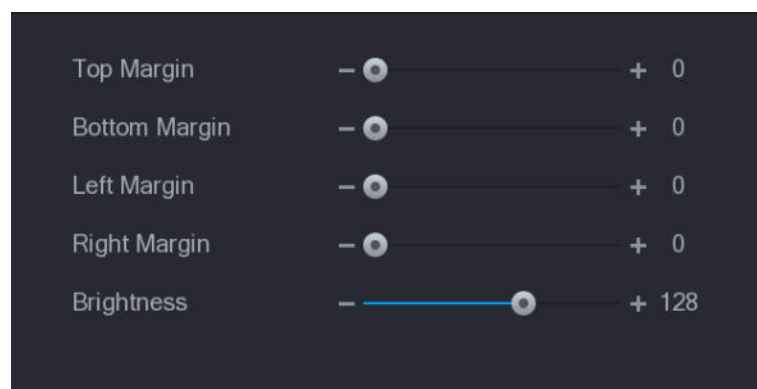 Top Margin − + 0
Bottom Margin − + 0
Left Margin − + 0
Right Margin − + 0
Brightness − + 128